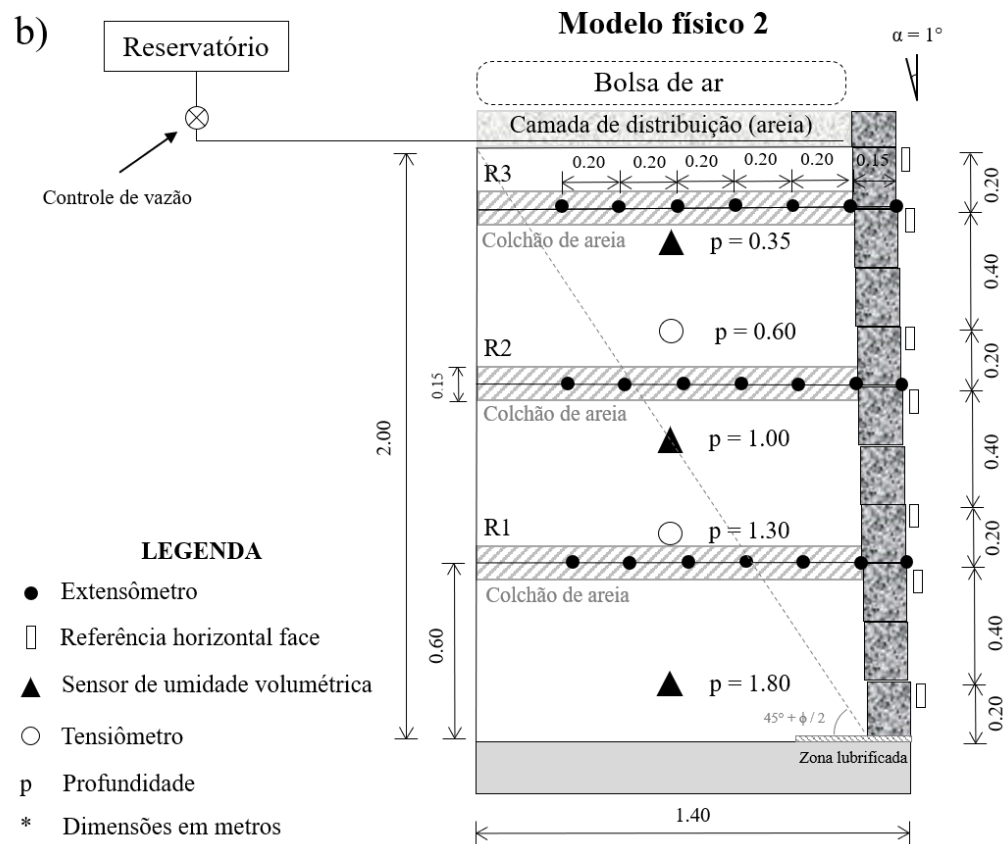 b)
Modelo físico 2
Reservatório
α = 1°
Bolsa de ar
Camada de distribuição (areia)
Controle de vazão
0.20 0.20 0.20 0.20 0.20 0.15
R3
0.20
Colchão de areia
p = 0.35
0.40
p = 0.60
R2
0.20
0.15
Colchão de areia
2.00
p = 1.00
0.40
R1
p = 1.30
0.20
Colchão de areia
0.60
0.40
p = 1.80
45° + ϕ / 2
0.20
Zona lubrificada
1.40
LEGENDA
Extensômetro
Referência horizontal face
Sensor de umidade volumétrica
Tensiômetro
p Profundidade
* Dimensões em metros